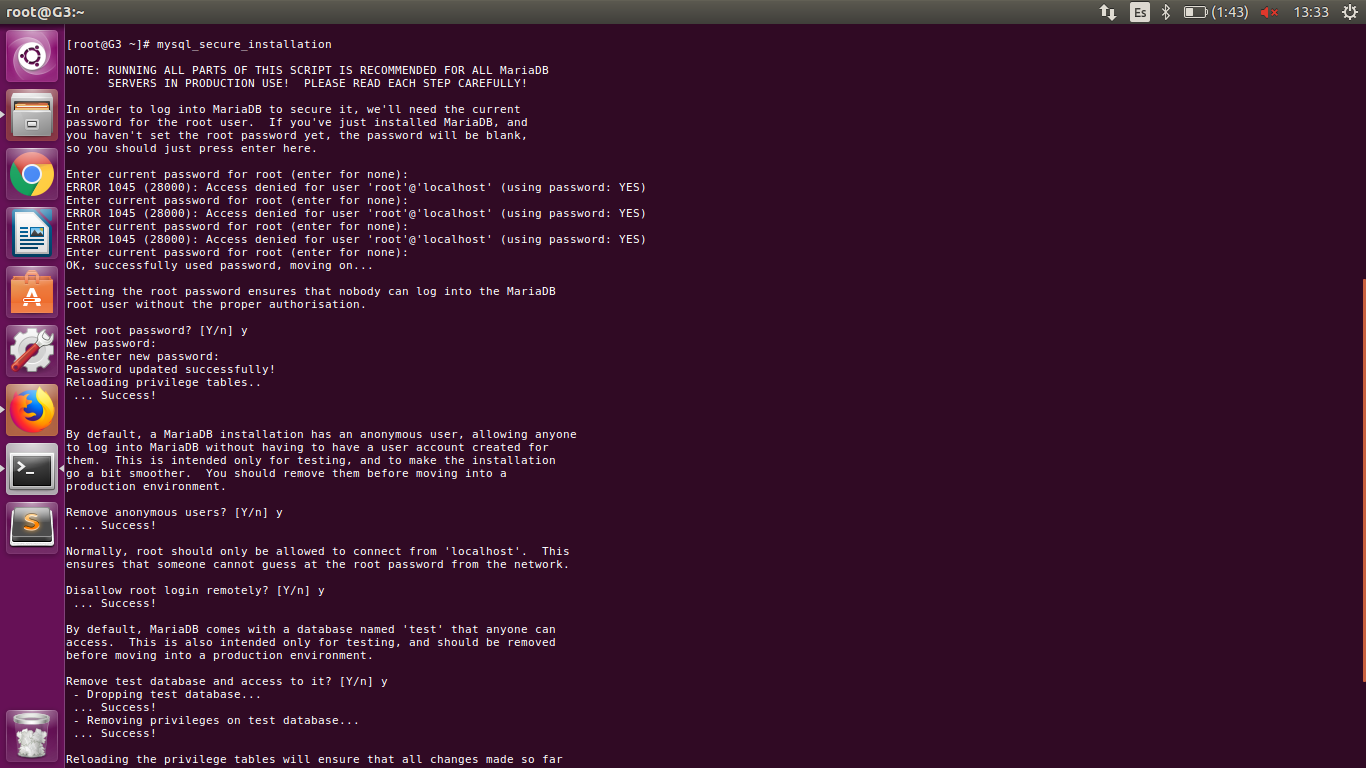 root@G3:~
Es
(1:43)
13:33
[root@G3 ~]# mysql_secure_installation
NOTE: RUNNING ALL PARTS OF THIS SCRIPT IS RECOMMENDED FOR ALL MariaDB
SERVERS IN PRODUCTION USE!  PLEASE READ EACH STEP CAREFULLY!
In order to log into MariaDB to secure it, we'll need the current
password for the root user.  If you've just installed MariaDB, and
you haven't set the root password yet, the password will be blank,
so you should just press enter here.
Enter current password for root (enter for none):
ERROR 1045 (28000): Access denied for user 'root'@'localhost' (using password: YES)
Enter current password for root (enter for none):
ERROR 1045 (28000): Access denied for user 'root'@'localhost' (using password: YES)
Enter current password for root (enter for none):
ERROR 1045 (28000): Access denied for user 'root'@'localhost' (using password: YES)
Enter current password for root (enter for none):
OK, successfully used password, moving on...
Setting the root password ensures that nobody can log into the MariaDB
root user without the proper authorisation.
Set root password? [Y/n] y
New password:
Re-enter new password:
Password updated successfully!
Reloading privilege tables..
... Success!
By default, a MariaDB installation has an anonymous user, allowing anyone
to log into MariaDB without having to have a user account created for
them.  This is intended only for testing, and to make the installation
go a bit smoother.  You should remove them before moving into a
production environment.
Remove anonymous users? [Y/n] y
... Success!
Normally, root should only be allowed to connect from 'localhost'.  This
ensures that someone cannot guess at the root password from the network.
Disallow root login remotely? [Y/n] y
... Success!
By default, MariaDB comes with a database named 'test' that anyone can
access.  This is also intended only for testing, and should be removed
before moving into a production environment.
Remove test database and access to it? [Y/n] y
- Dropping test database...
... Success!
- Removing privileges on test database...
... Success!
Reloading the privilege tables will ensure that all changes made so far